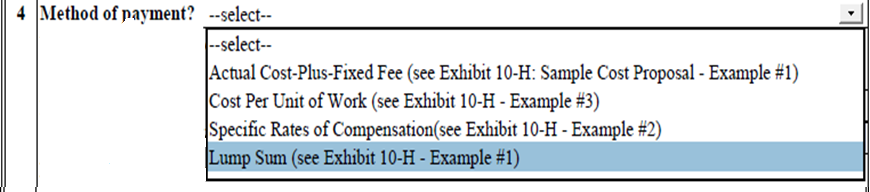 4 Method of payment? --select--
--select--
Actual Cost-Plus-Fixed Fee (see Exhibit 10-H: Sample Cost Proposal - Example #1)
Cost Per Unit of Work (see Exhibit 10-H - Example #3)
Specific Rates of Compensation(see Exhibit 10-H - Example #2)
Lump Sum (see Exhibit 10-H - Example #1)